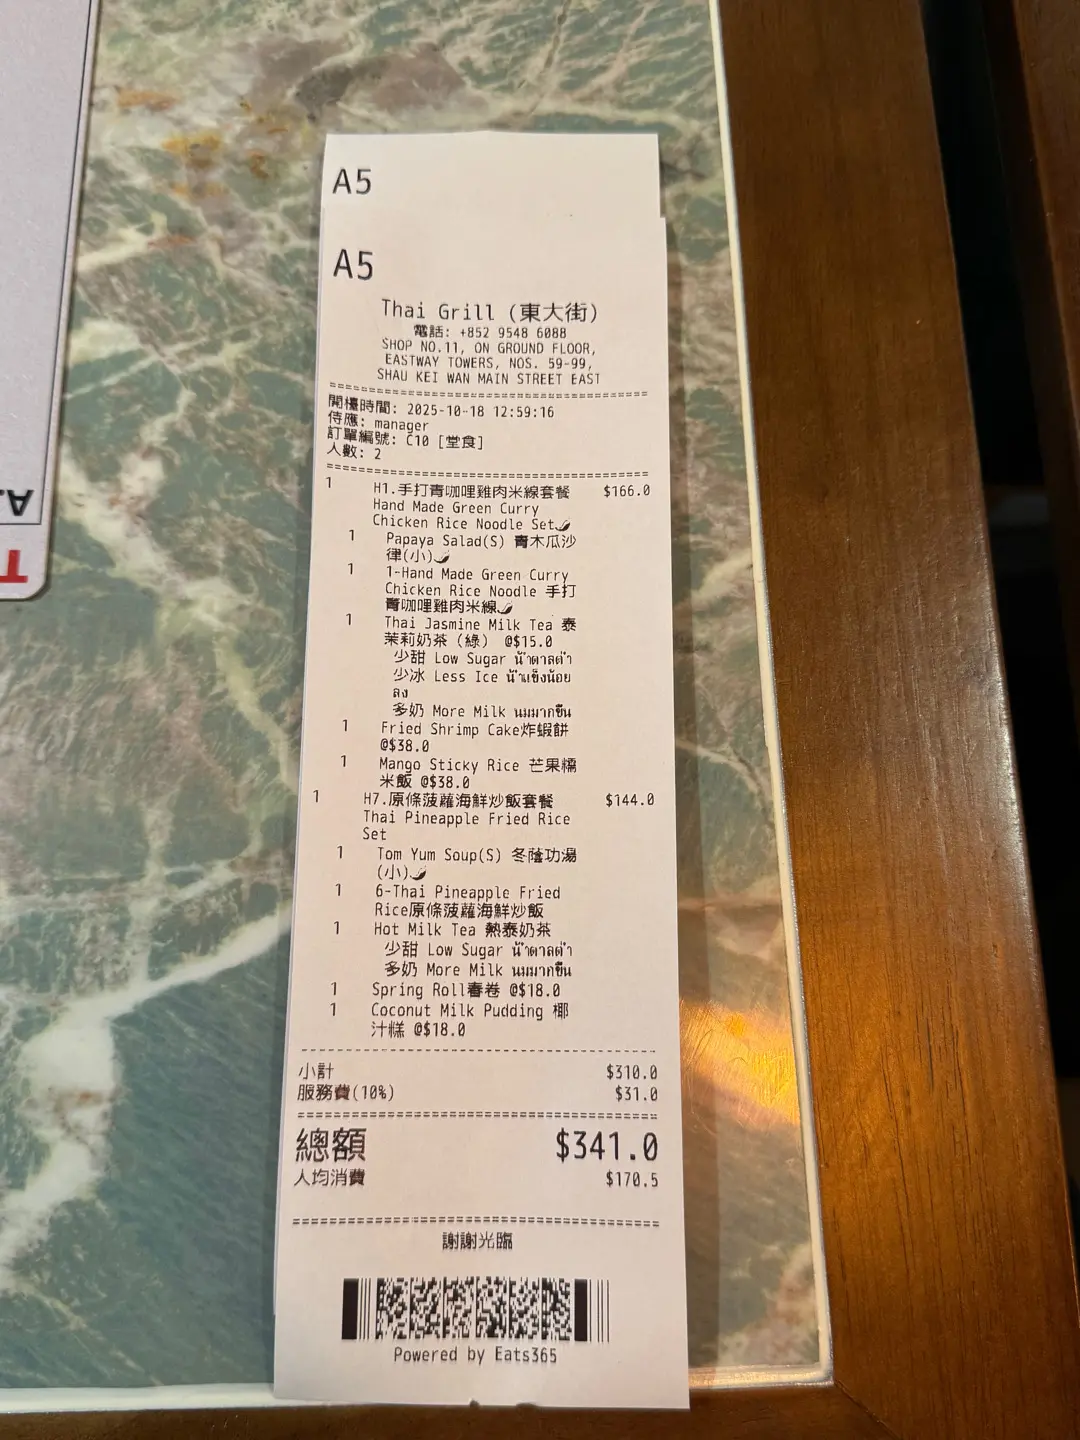 A5
A5
Thai Grill (東大街)
電話: +852 9548 6088
SHOP NO.11, ON GROUND FLOOR,
EASTWAY TOWERS, NOS. 59-99,
SHAU KEI WAN MAIN STREET EAST
開檯時間: 2025-10-18 12:59:16
侍應: manager
訂單編號: C10 [堂食]
人數: 2
1 H1.手打青咖哩雞肉米線套餐 $166.0
Hand Made Green Curry
Chicken Rice Noodle Set🌶
1 Papaya Salad(S) 青木瓜沙
律(小)🌶
1 1-Hand Made Green Curry
Chicken Rice Noodle 手打
青咖哩雞肉米線🌶
1 Thai Jasmine Milk Tea 泰
茉莉奶茶 (綠) @$15.0
少甜 Low Sugar น้ำตาลต่ำ
少冰 Less Ice น้ำแข็งน้อย
ลง
多奶 More Milk นมมากขึ้น
1 Fried Shrimp Cake炸蝦餅
@$38.0
1 Mango Sticky Rice 芒果糯
米飯 @$38.0
1 H7.原條菠蘿海鮮炒飯套餐 $144.0
Thai Pineapple Fried Rice
Set
1 Tom Yum Soup(S) 冬蔭功湯
(小)🌶
1 6-Thai Pineapple Fried
Rice原條菠蘿海鮮炒飯
1 Hot Milk Tea 熱泰奶茶
少甜 Low Sugar น้ำตาลต่ำ
多奶 More Milk นมมากขึ้น
1 Spring Roll春卷 @$18.0
1 Coconut Milk Pudding 椰
汁糕 @$18.0
小計 $310.0
服務費(10%) $31.0
總額 $341.0
人均消費 $170.5
謝謝光臨
Powered by Eats365